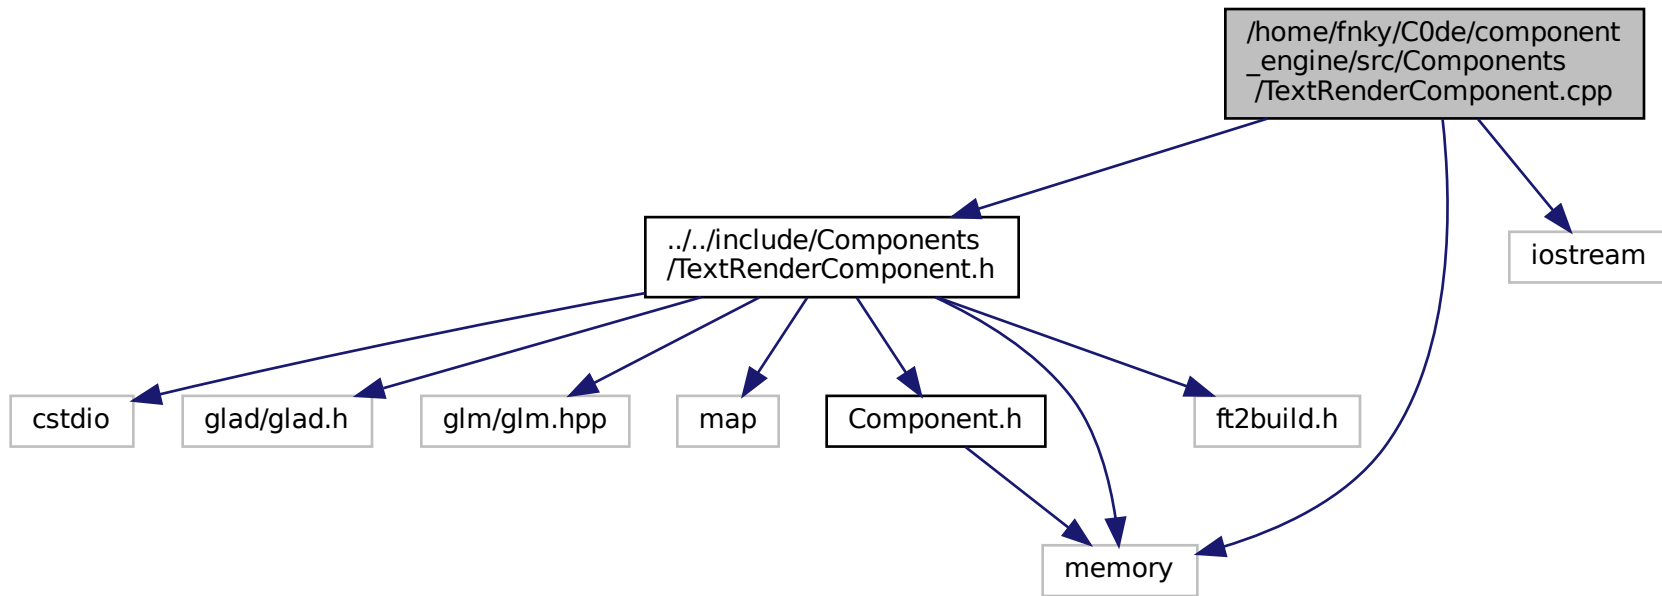 /home/fnky/C0de/component
_engine/src/Components
/TextRenderComponent.cpp
../../include/Components
/TextRenderComponent.h
iostream
cstdio
glad/glad.h
glm/glm.hpp
map
Component.h
ft2build.h
memory